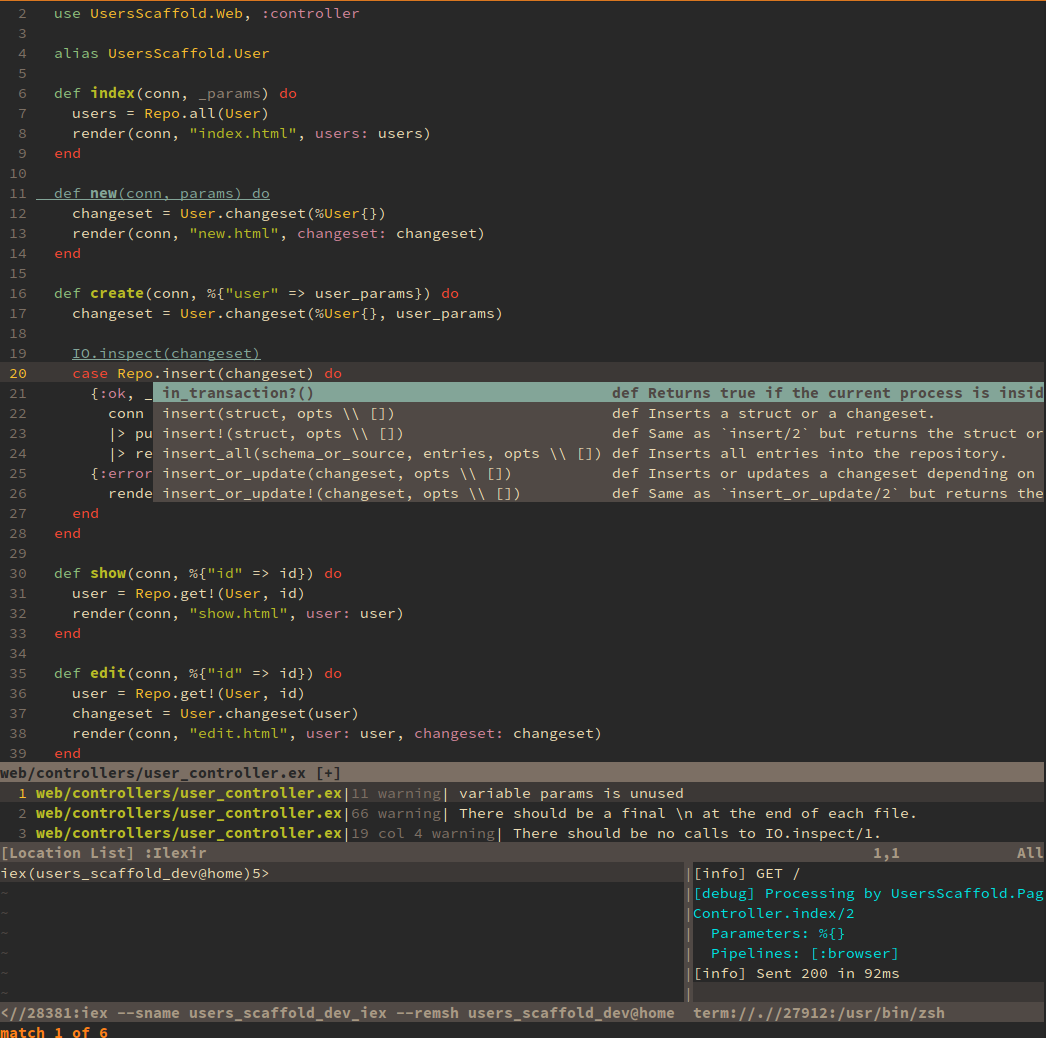 2   use UsersScaffold.Web, :controller
3
4   alias UsersScaffold.User
5
6   def index(conn, _params) do
7     users = Repo.all(User)
8     render(conn, "index.html", users: users)
9   end
10
11   def new(conn, params) do
12     changeset = User.changeset(%User{})
13     render(conn, "new.html", changeset: changeset)
14   end
15
16   def create(conn, %{"user" => user_params}) do
17     changeset = User.changeset(%User{}, user_params)
18
19     IO.inspect(changeset)
20     case Repo.insert(changeset) do
21       {:ok, _ in_transaction?() def Returns true if the current process is insid
22         conn insert(struct, opts \\ []) def Inserts a struct or a changeset.
23         |> pu insert!(struct, opts \\ []) def Same as `insert/2` but returns the struct or
24         |> re insert_all(schema_or_source, entries, opts \\ []) def Inserts all entries into the repository.
25       {:error insert_or_update(changeset, opts \\ []) def Inserts or updates a changeset depending on
26         rende insert_or_update!(changeset, opts \\ []) def Same as `insert_or_update/2` but returns the
27     end
28   end
29
30   def show(conn, %{"id" => id}) do
31     user = Repo.get!(User, id)
32     render(conn, "show.html", user: user)
33   end
34
35   def edit(conn, %{"id" => id}) do
36     user = Repo.get!(User, id)
37     changeset = User.changeset(user)
38     render(conn, "edit.html", user: user, changeset: changeset)
39   end
web/controllers/user_controller.ex [+]
1 web/controllers/user_controller.ex|11 warning| variable params is unused
2 web/controllers/user_controller.ex|66 warning| There should be a final \n at the end of each file.
3 web/controllers/user_controller.ex|19 col 4 warning| There should be no calls to IO.inspect/1.
[Location List] :Ilexir 1,1 All
iex(users_scaffold_dev@home)5>
~
~
~
~
~
~
|[info] GET /
|[debug] Processing by UsersScaffold.Pag
|Controller.index/2
|  Parameters: %{}
|  Pipelines: [:browser]
|[info] Sent 200 in 92ms
|
<//28381:iex --sname users_scaffold_dev_iex --remsh users_scaffold_dev@home term://.//27912:/usr/bin/zsh
match 1 of 6